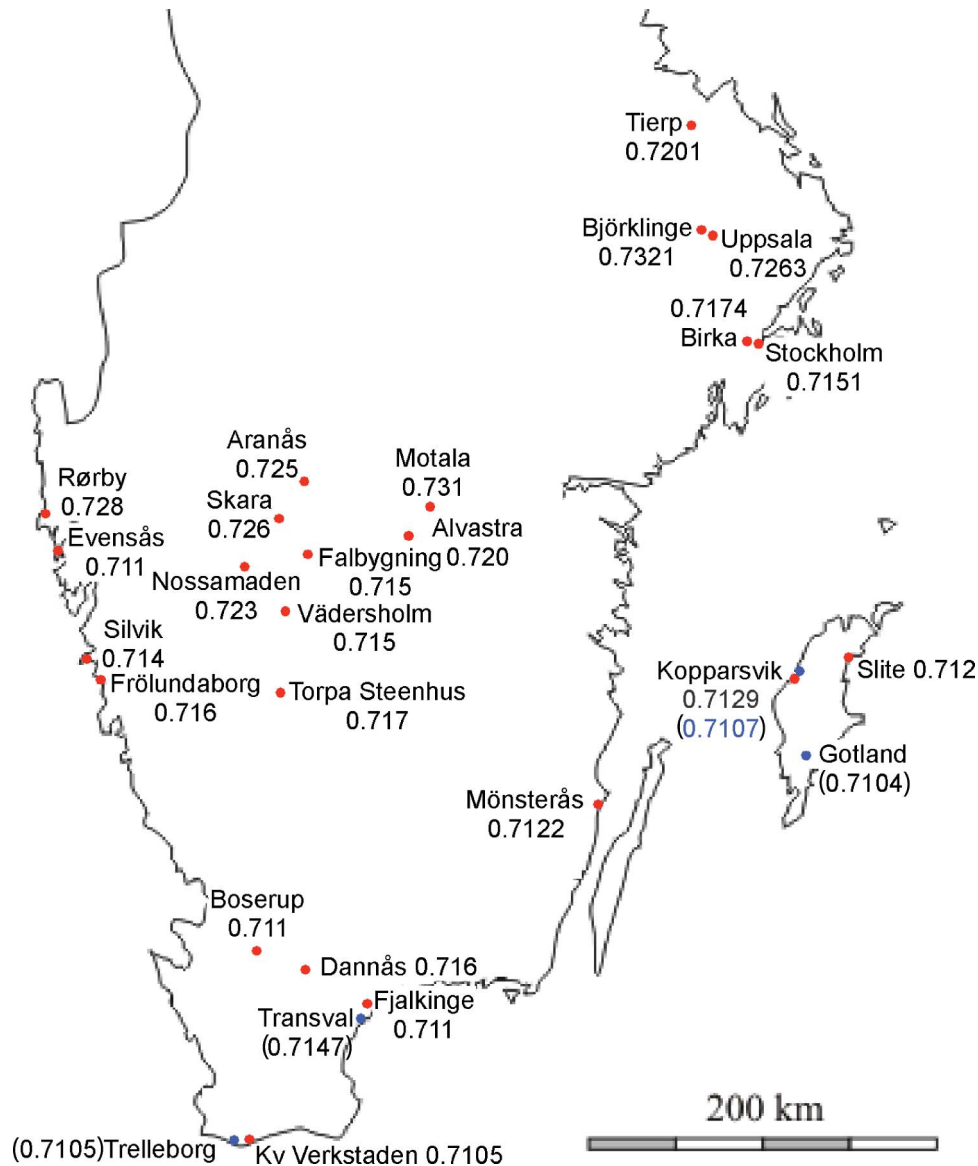 Tierp
0.7201
Björklinge
0.7321
Uppsala
0.7263
0.7174
Birka
Stockholm
0.7151
Aranås
0.725
Motala
0.731
Rørby
0.728
Skara
0.726
Evensås
0.711
Alvastra
0.720
Falbygning
0.715
Nossamaden
0.723
Vädersholm
0.715
Silvik
0.714
Frölundaborg
0.716
Torpa Steenhus
0.717
Kopparsvik
0.7129
(0.7107)
Slite 0.712
Gotland
(0.7104)
Mönsterås
0.7122
Boserup
0.711
Dannås 0.716
Fjalkinge
0.711
Transval
(0.7147)
200 km
(0.7105)Trelleborg
Kv Verkstaden 0.7105